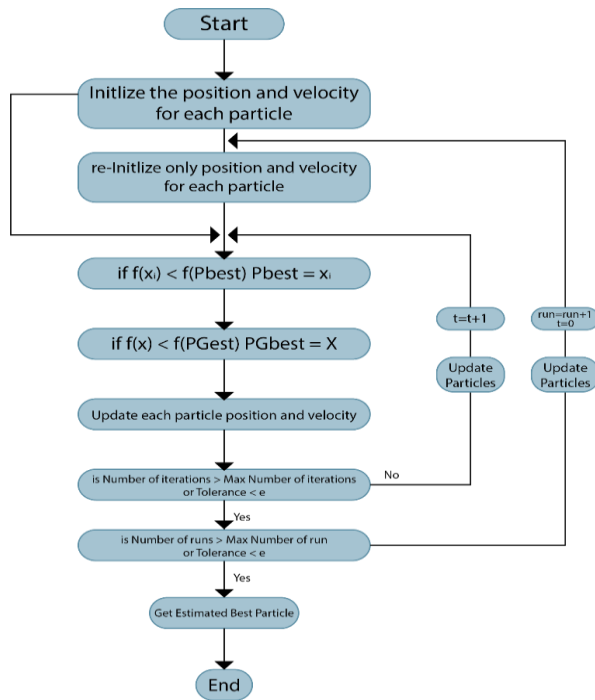 Start
Initlize the position and velocity
for each particle
re-Initlize only position and velocity
for each particle
if f(xᵢ) < f(Pbest) Pbest = xᵢ
t=t+1
run=run+1
t=0
if f(x) < f(PGest) PGbest = X
Update
Particles
Update
Particles
Update each particle position and velocity
is Number of iterations > Max Number of iterations
or Tolerance < e
No
Yes
is Number of runs > Max Number of run
or Tolerance < e
Yes
Get Estimated Best Particle
End